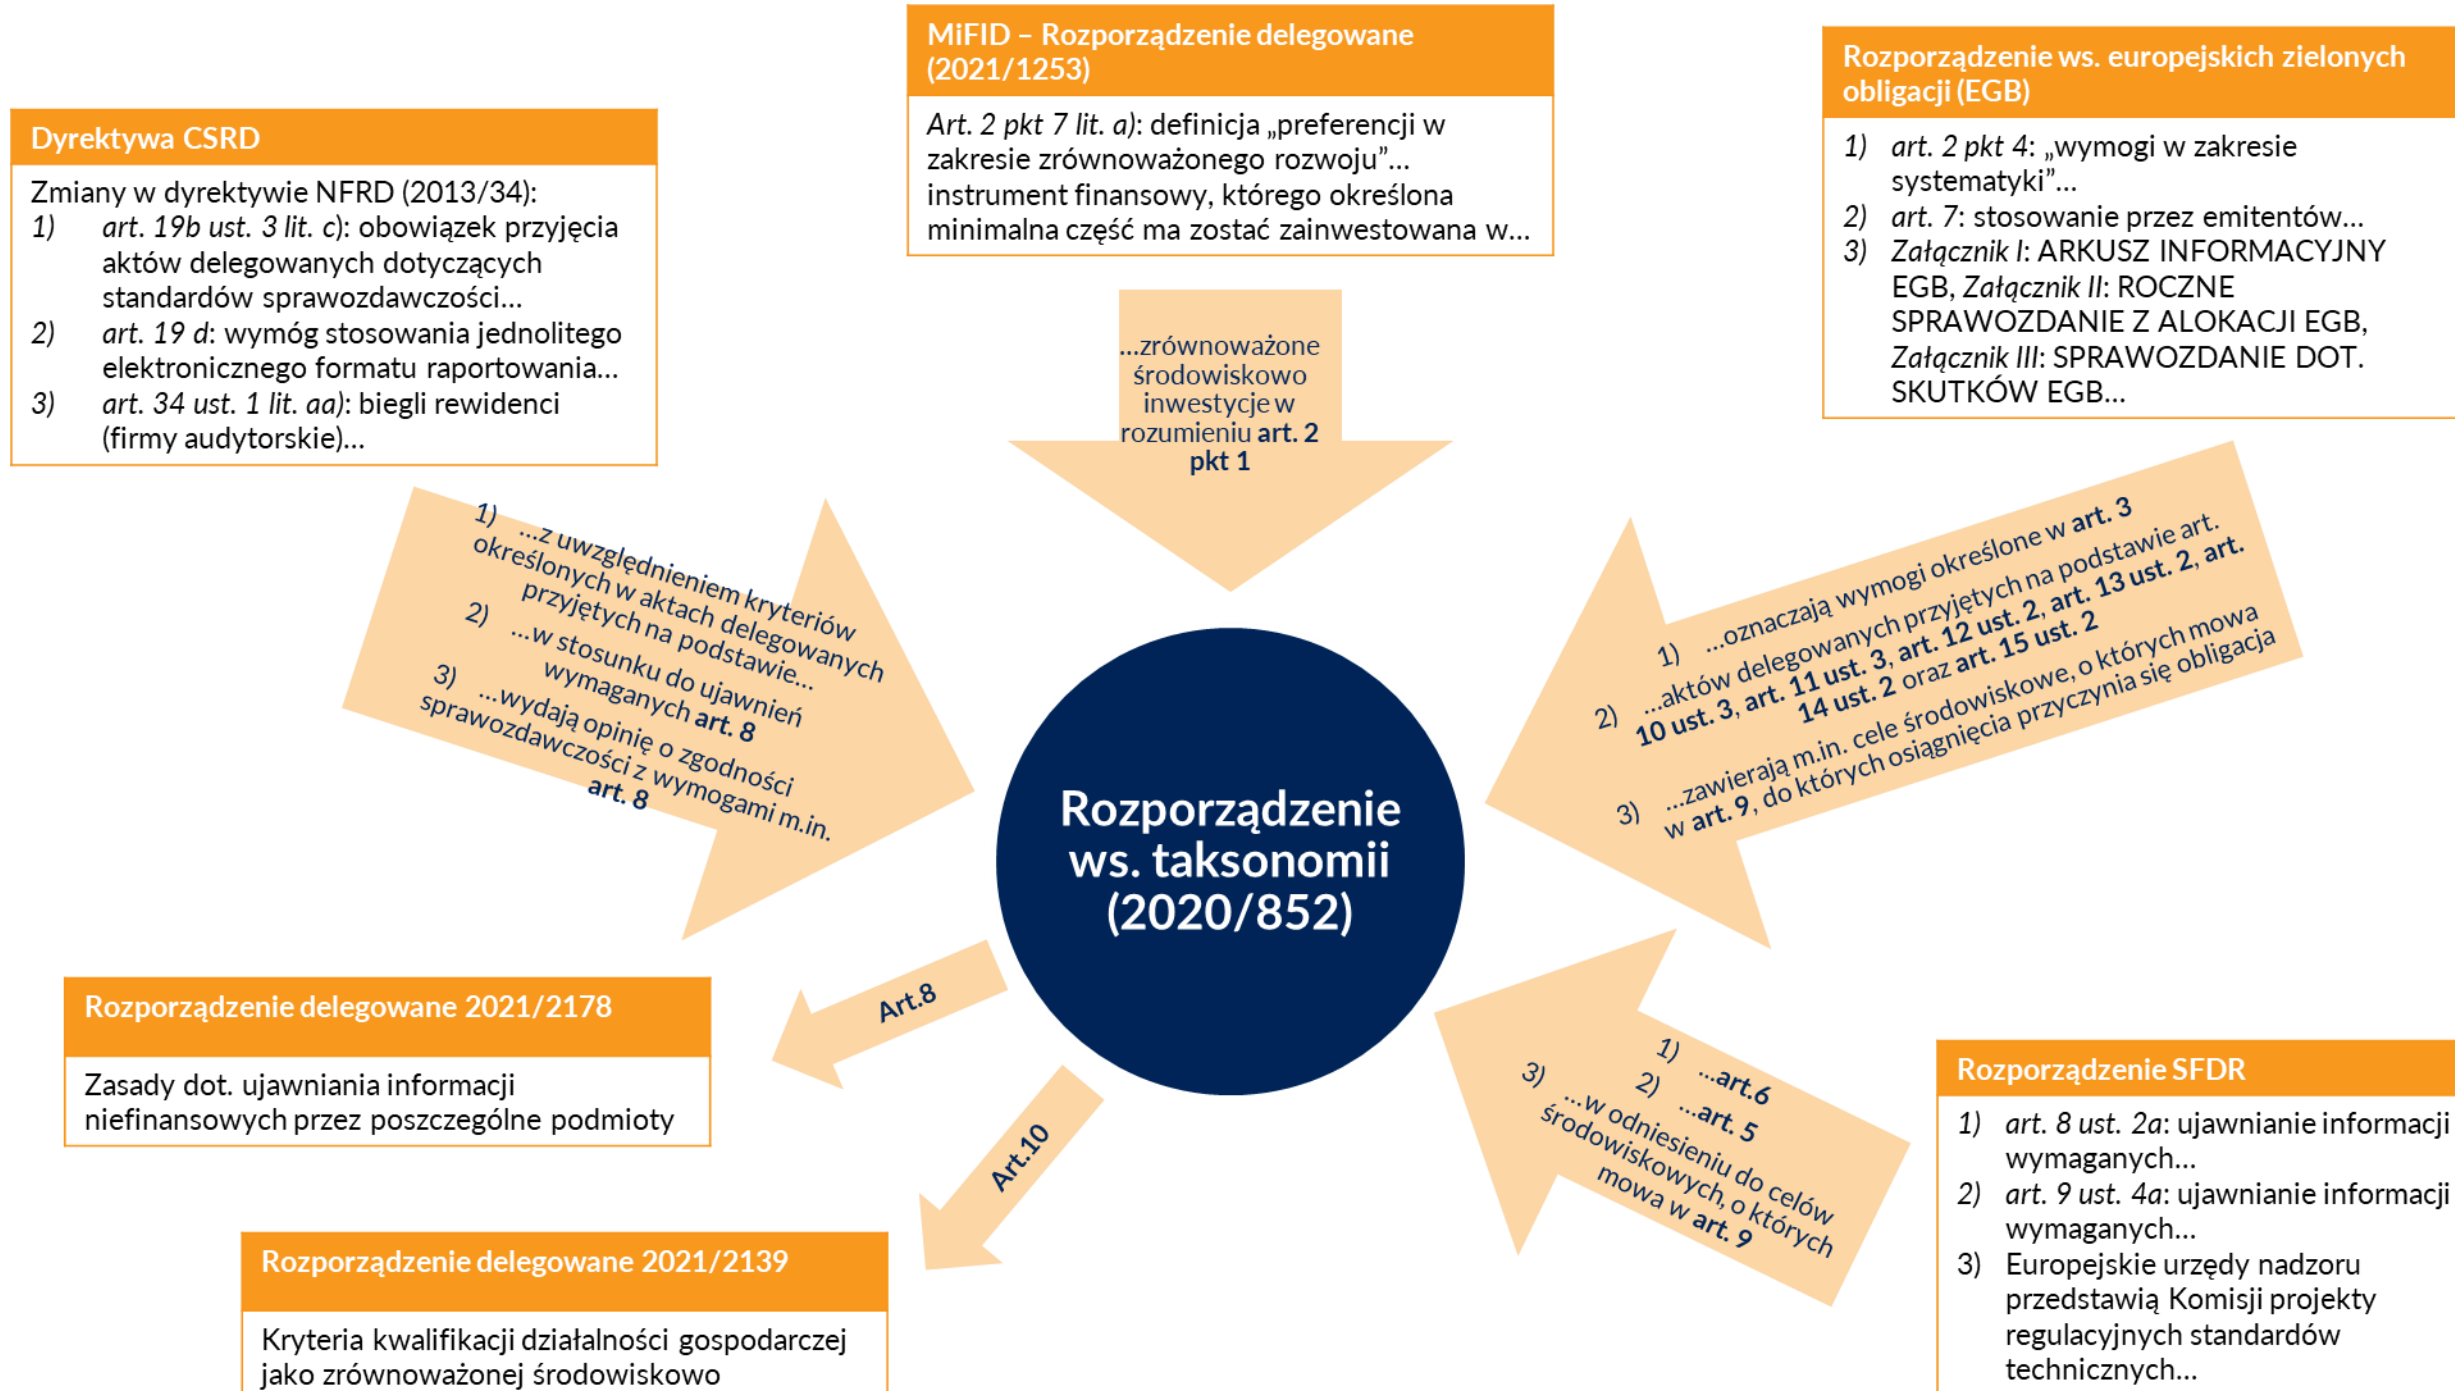 MiFID – Rozporządzenie delegowane
(2021/1253)
Art. 2 pkt 7 lit. a): definicja „preferencji w
zakresie zrównoważonego rozwoju”…
instrument finansowy, którego określona
minimalna część ma zostać zainwestowana w…
…zrównoważone
środowiskowo
inwestycje w
rozumieniu art. 2
pkt 1
Dyrektywa CSRD
Zmiany w dyrektywie NFRD (2013/34):
1) art. 19b ust. 3 lit. c): obowiązek przyjęcia
aktów delegowanych dotyczących
standardów sprawozdawczości…
2) art. 19 d: wymóg stosowania jednolitego
elektronicznego formatu raportowania…
3) art. 34 ust. 1 lit. aa): biegli rewidenci
(firmy audytorskie)…
1) …z uwzględnieniem kryteriów
określonych w aktach delegowanych
przyjętych na podstawie…
2) …w stosunku do ujawnień
wymaganych art. 8
3) …wydają opinię o zgodności
sprawozdawczości z wymogami m.in.
art. 8
Rozporządzenie ws. europejskich zielonych
obligacji (EGB)
1) art. 2 pkt 4: „wymogi w zakresie
systematyki”…
2) art. 7: stosowanie przez emitentów…
3) Załącznik I: ARKUSZ INFORMACYJNY
EGB, Załącznik II: ROCZNE
SPRAWOZDANIE Z ALOKACJI EGB,
Załącznik III: SPRAWOZDANIE DOT.
SKUTKÓW EGB…
1) …oznaczają wymogi określone w art. 3
2) …aktów delegowanych przyjętych na podstawie art.
10 ust. 3, art. 11 ust. 3, art. 12 ust. 2, art. 13 ust. 2, art.
14 ust. 2 oraz art. 15 ust. 2
3) …zawierają m.in. cele środowiskowe, o których mowa
w art. 9, do których osiągnięcia przyczynia się obligacja
Rozporządzenie
ws. taksonomii
(2020/852)
Art.8
Rozporządzenie delegowane 2021/2178
Zasady dot. ujawniania informacji
niefinansowych przez poszczególne podmioty
Art.10
Rozporządzenie delegowane 2021/2139
Kryteria kwalifikacji działalności gospodarczej
jako zrównoważonej środowiskowo
1) …art.6
2) …art. 5
3) …w odniesieniu do celów
środowiskowych, o których
mowa w art. 9
Rozporządzenie SFDR
1) art. 8 ust. 2a: ujawnianie informacji
wymaganych…
2) art. 9 ust. 4a: ujawnianie informacji
wymaganych…
3) Europejskie urzędy nadzoru
przedstawią Komisji projekty
regulacyjnych standardów
technicznych…